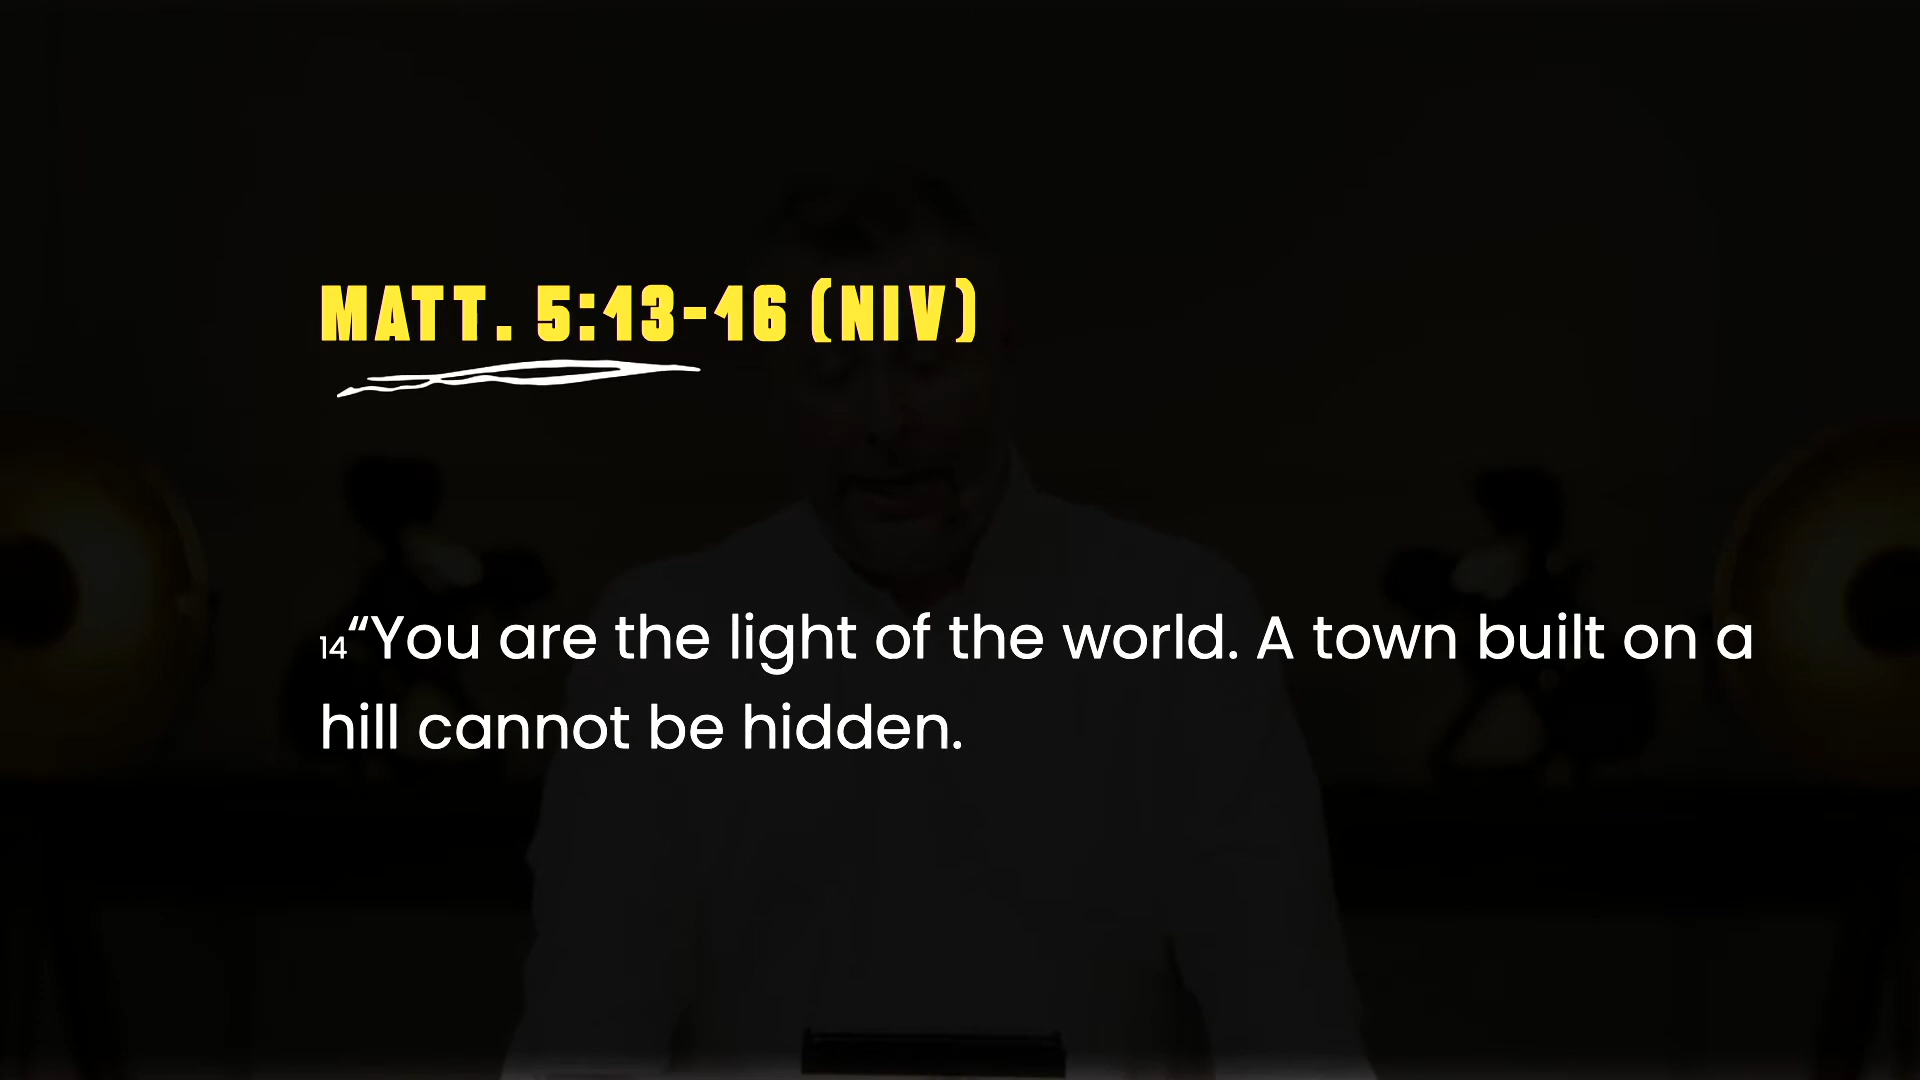 MATT. 5:13-16 (NIV)
14“You are the light of the world. A town built on a
hill cannot be hidden.